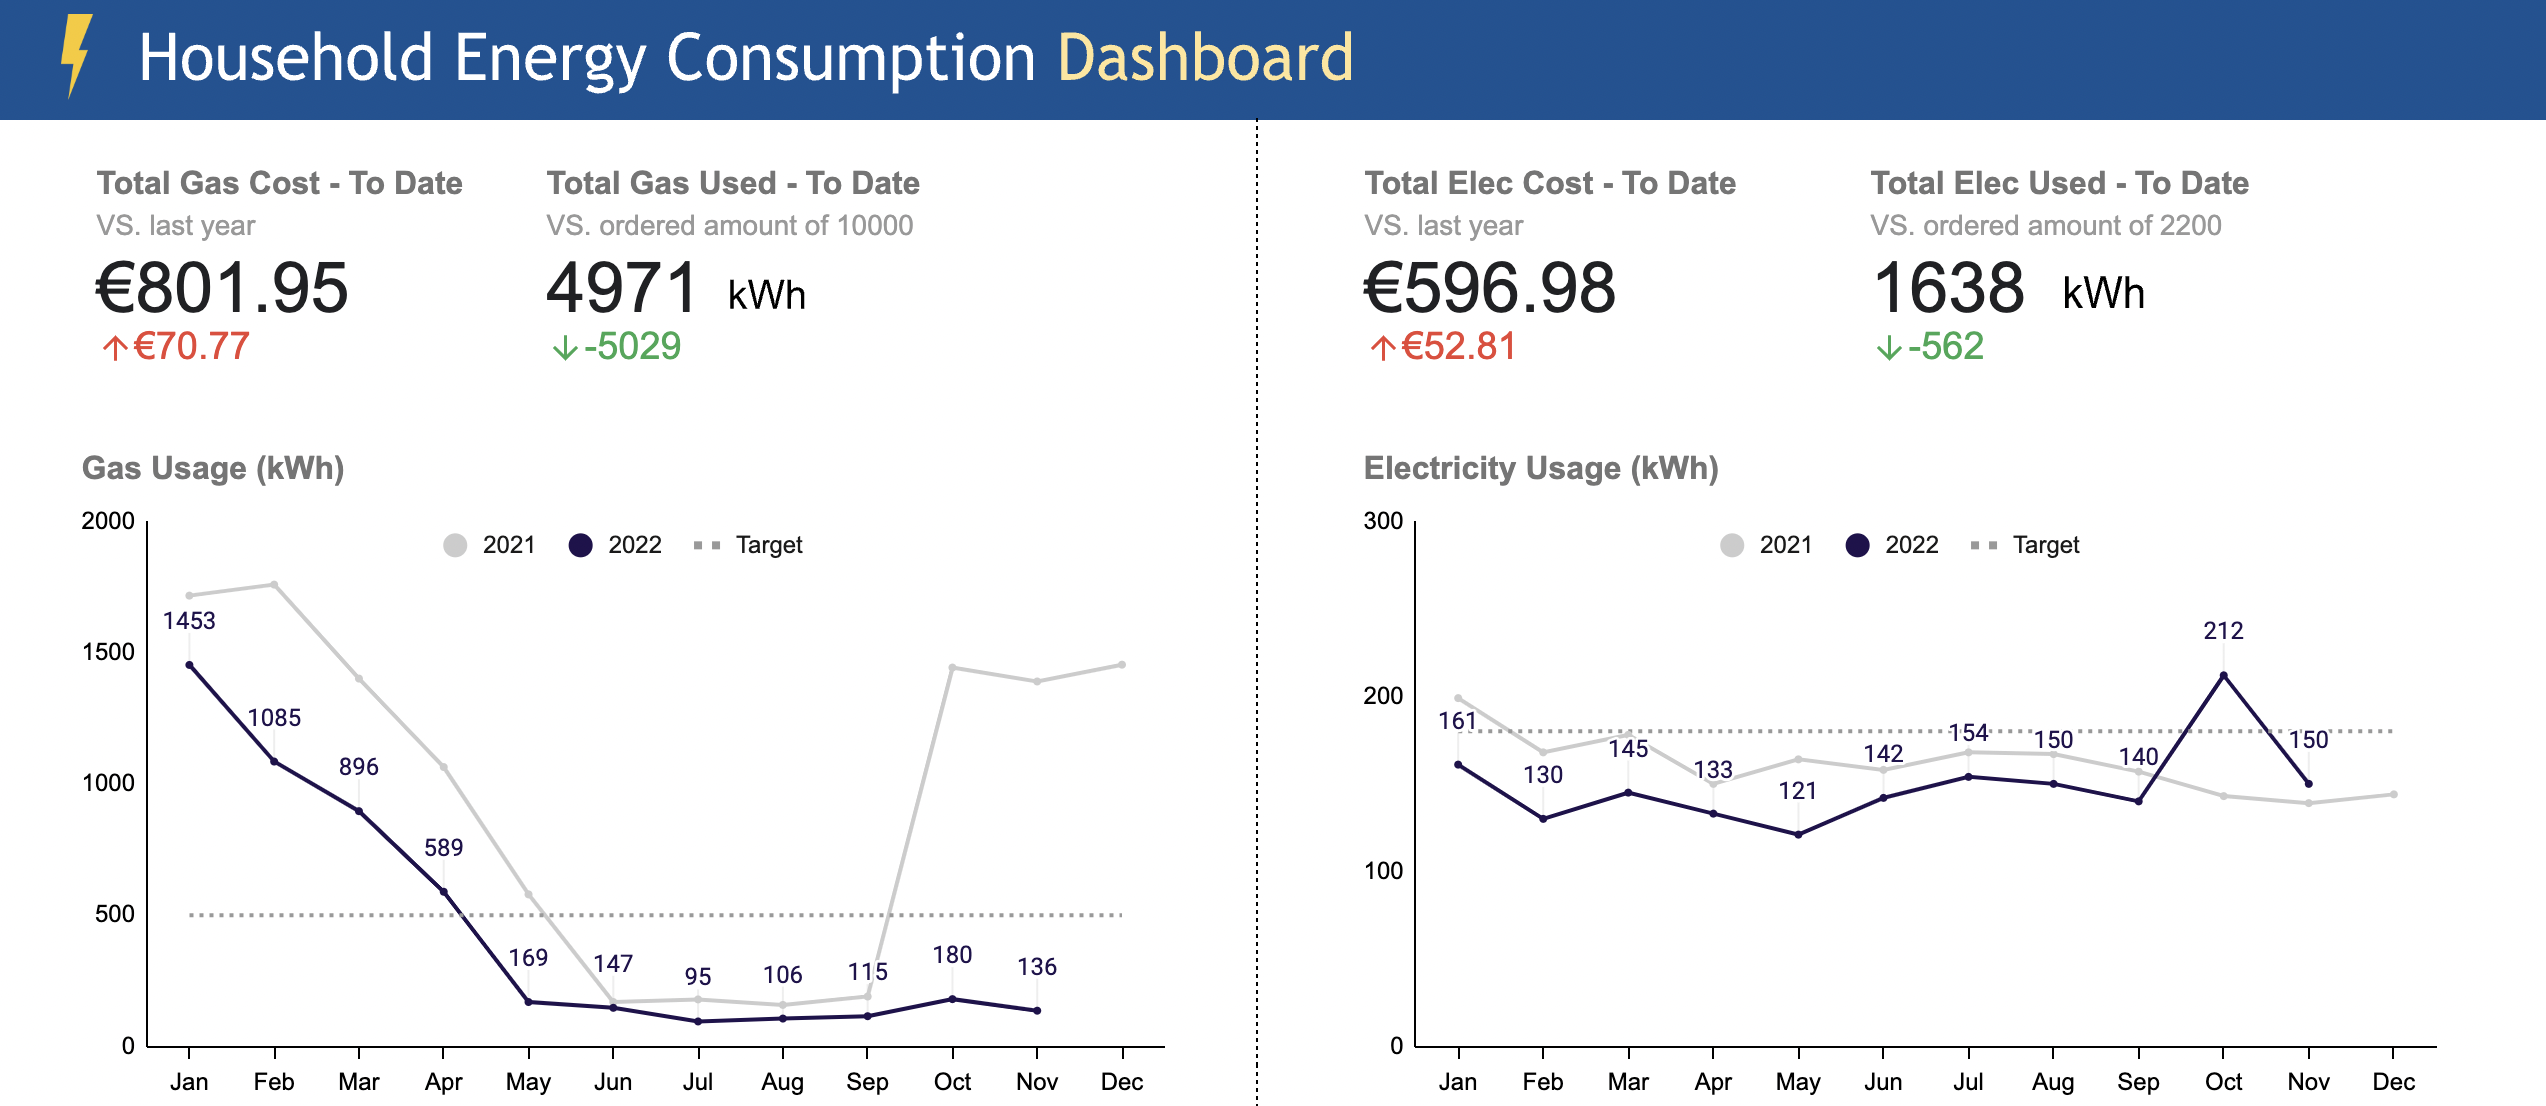 Household Energy Consumption Dashboard
Total Gas Cost - To Date
VS. last year
€801.95
↑€70.77
Total Gas Used - To Date
VS. ordered amount of 10000
4971 kWh
↓-5029
Gas Usage (kWh)
2021 2022 Target
2000
1500
1000
500
0
1453
1085
896
589
169
147
95
106
115
180
136
Jan Feb Mar Apr May Jun Jul Aug Sep Oct Nov Dec
Total Elec Cost - To Date
VS. last year
€596.98
↑€52.81
Total Elec Used - To Date
VS. ordered amount of 2200
1638 kWh
↓-562
Electricity Usage (kWh)
2021 2022 Target
300
200
100
0
161
130
145
133
121
142
154
150
140
212
150
Jan Feb Mar Apr May Jun Jul Aug Sep Oct Nov Dec